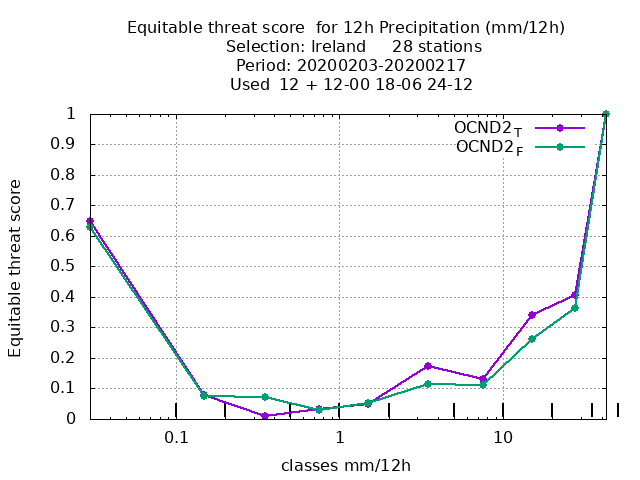 Equitable threat score  for 12h Precipitation (mm/12h)
Selection: Ireland     28 stations
Period: 20200203-20200217
Used  12 + 12-00 18-06 24-12
OCND2T
OCND2F
Equitable threat score
1
0.9
0.8
0.7
0.6
0.5
0.4
0.3
0.2
0.1
0
0.1 1 10
classes mm/12h